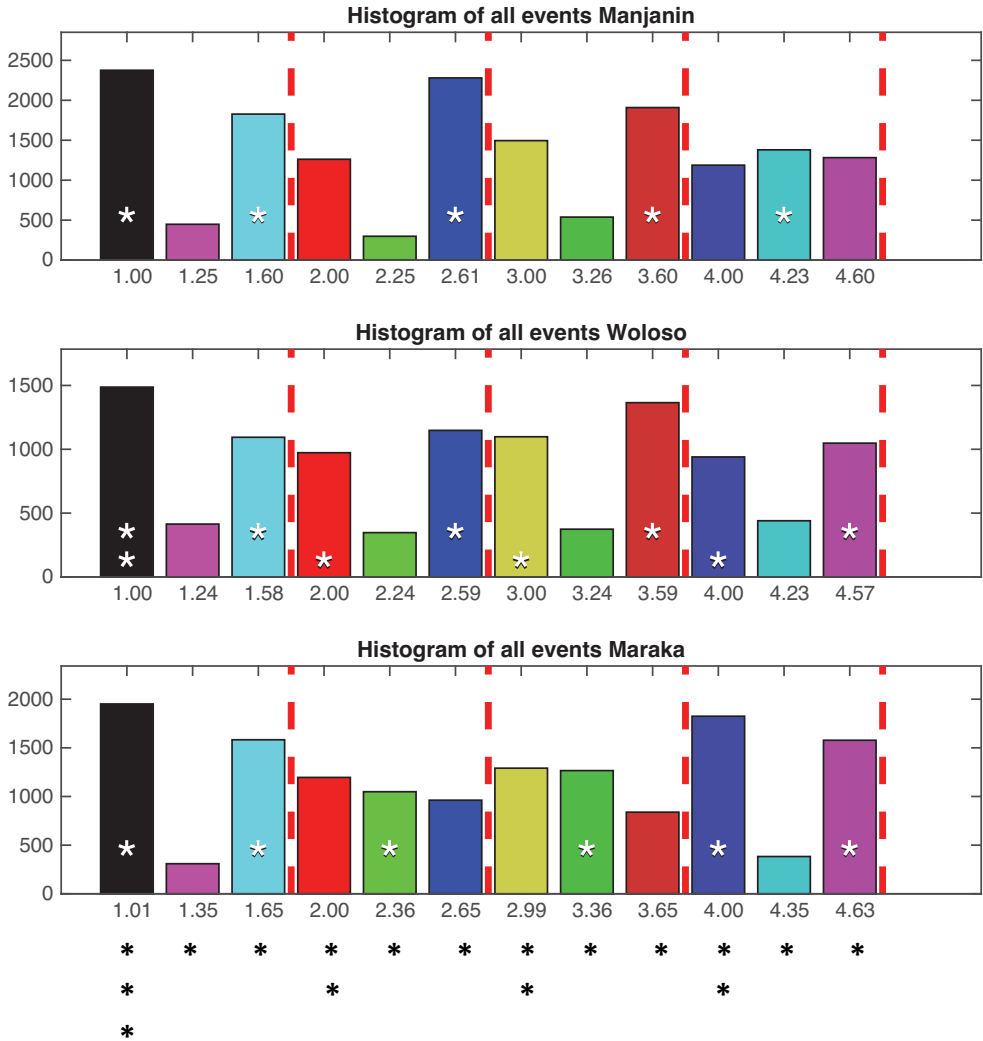 Histogram of all events Manjanin
2500
2000
1500
1000
500
0
* * * * *
1.00 1.25 1.60 2.00 2.25 2.61 3.00 3.26 3.60 4.00 4.23 4.60
Histogram of all events Woloso
1500
1000
500
0
* * * * *
* * * *
1.00 1.24 1.58 2.00 2.24 2.59 3.00 3.24 3.59 4.00 4.23 4.57
Histogram of all events Maraka
2000
1500
1000
500
0
* * * * * *
1.01 1.35 1.65 2.00 2.36 2.65 2.99 3.36 3.65 4.00 4.35 4.63
* * * * * * * * * * * *
* * * *
*